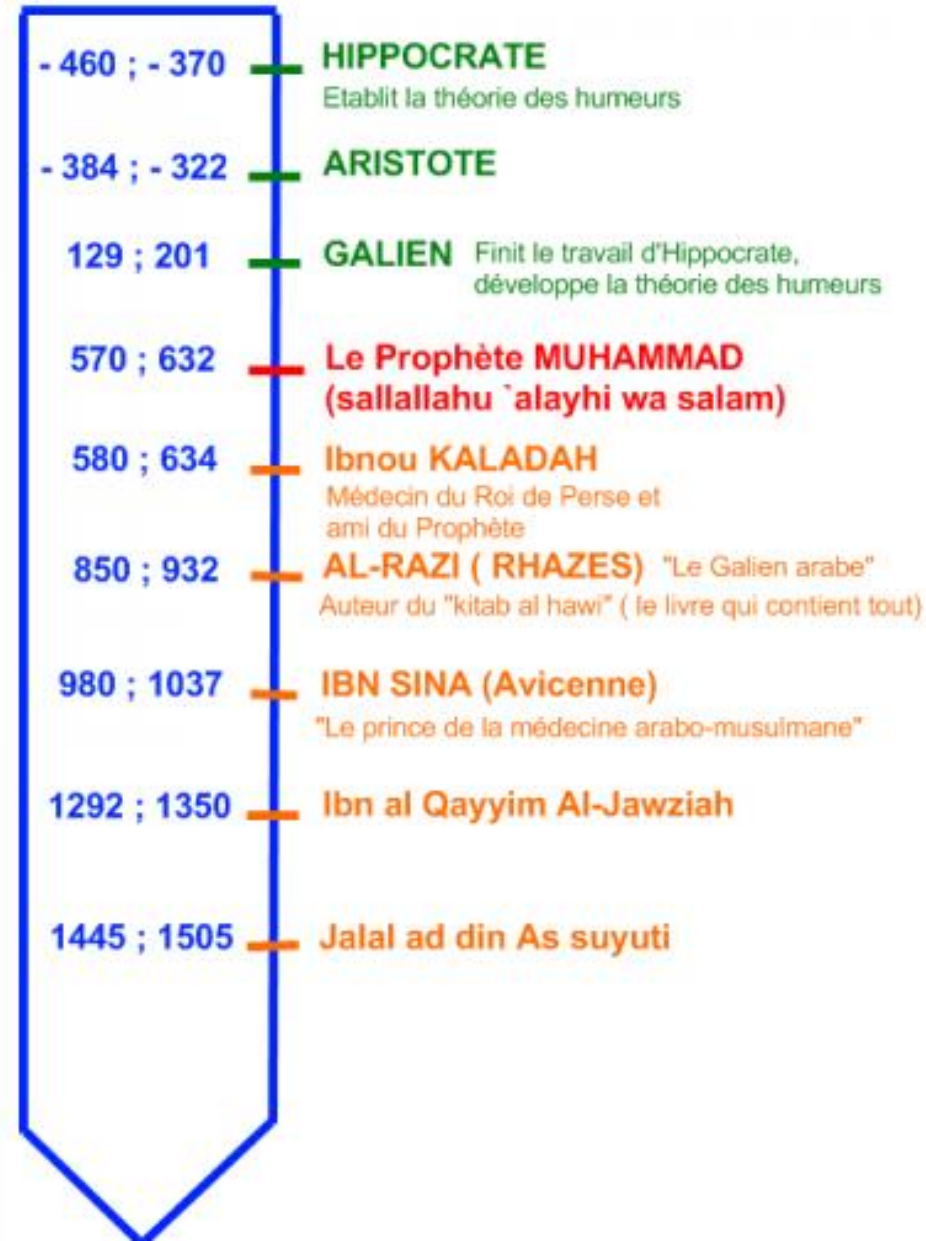 - 460 ; - 370 HIPPOCRATE
Etablit la théorie des humeurs
- 384 ; - 322 ARISTOTE
129 ; 201 GALIEN Finit le travail d'Hippocrate,
développe la théorie des humeurs
570 ; 632 Le Prophète MUHAMMAD
(sallallahu `alayhi wa salam)
580 ; 634 Ibnou KALADAH
Médecin du Roi de Perse et
ami du Prophète
850 ; 932 AL-RAZI ( RHAZES) "Le Galien arabe"
Auteur du "kitab al hawi" ( le livre qui contient tout)
980 ; 1037 IBN SINA (Avicenne)
"Le prince de la médecine arabo-musulmane"
1292 ; 1350 Ibn al Qayyim Al-Jawziah
1445 ; 1505 Jalal ad din As suyuti